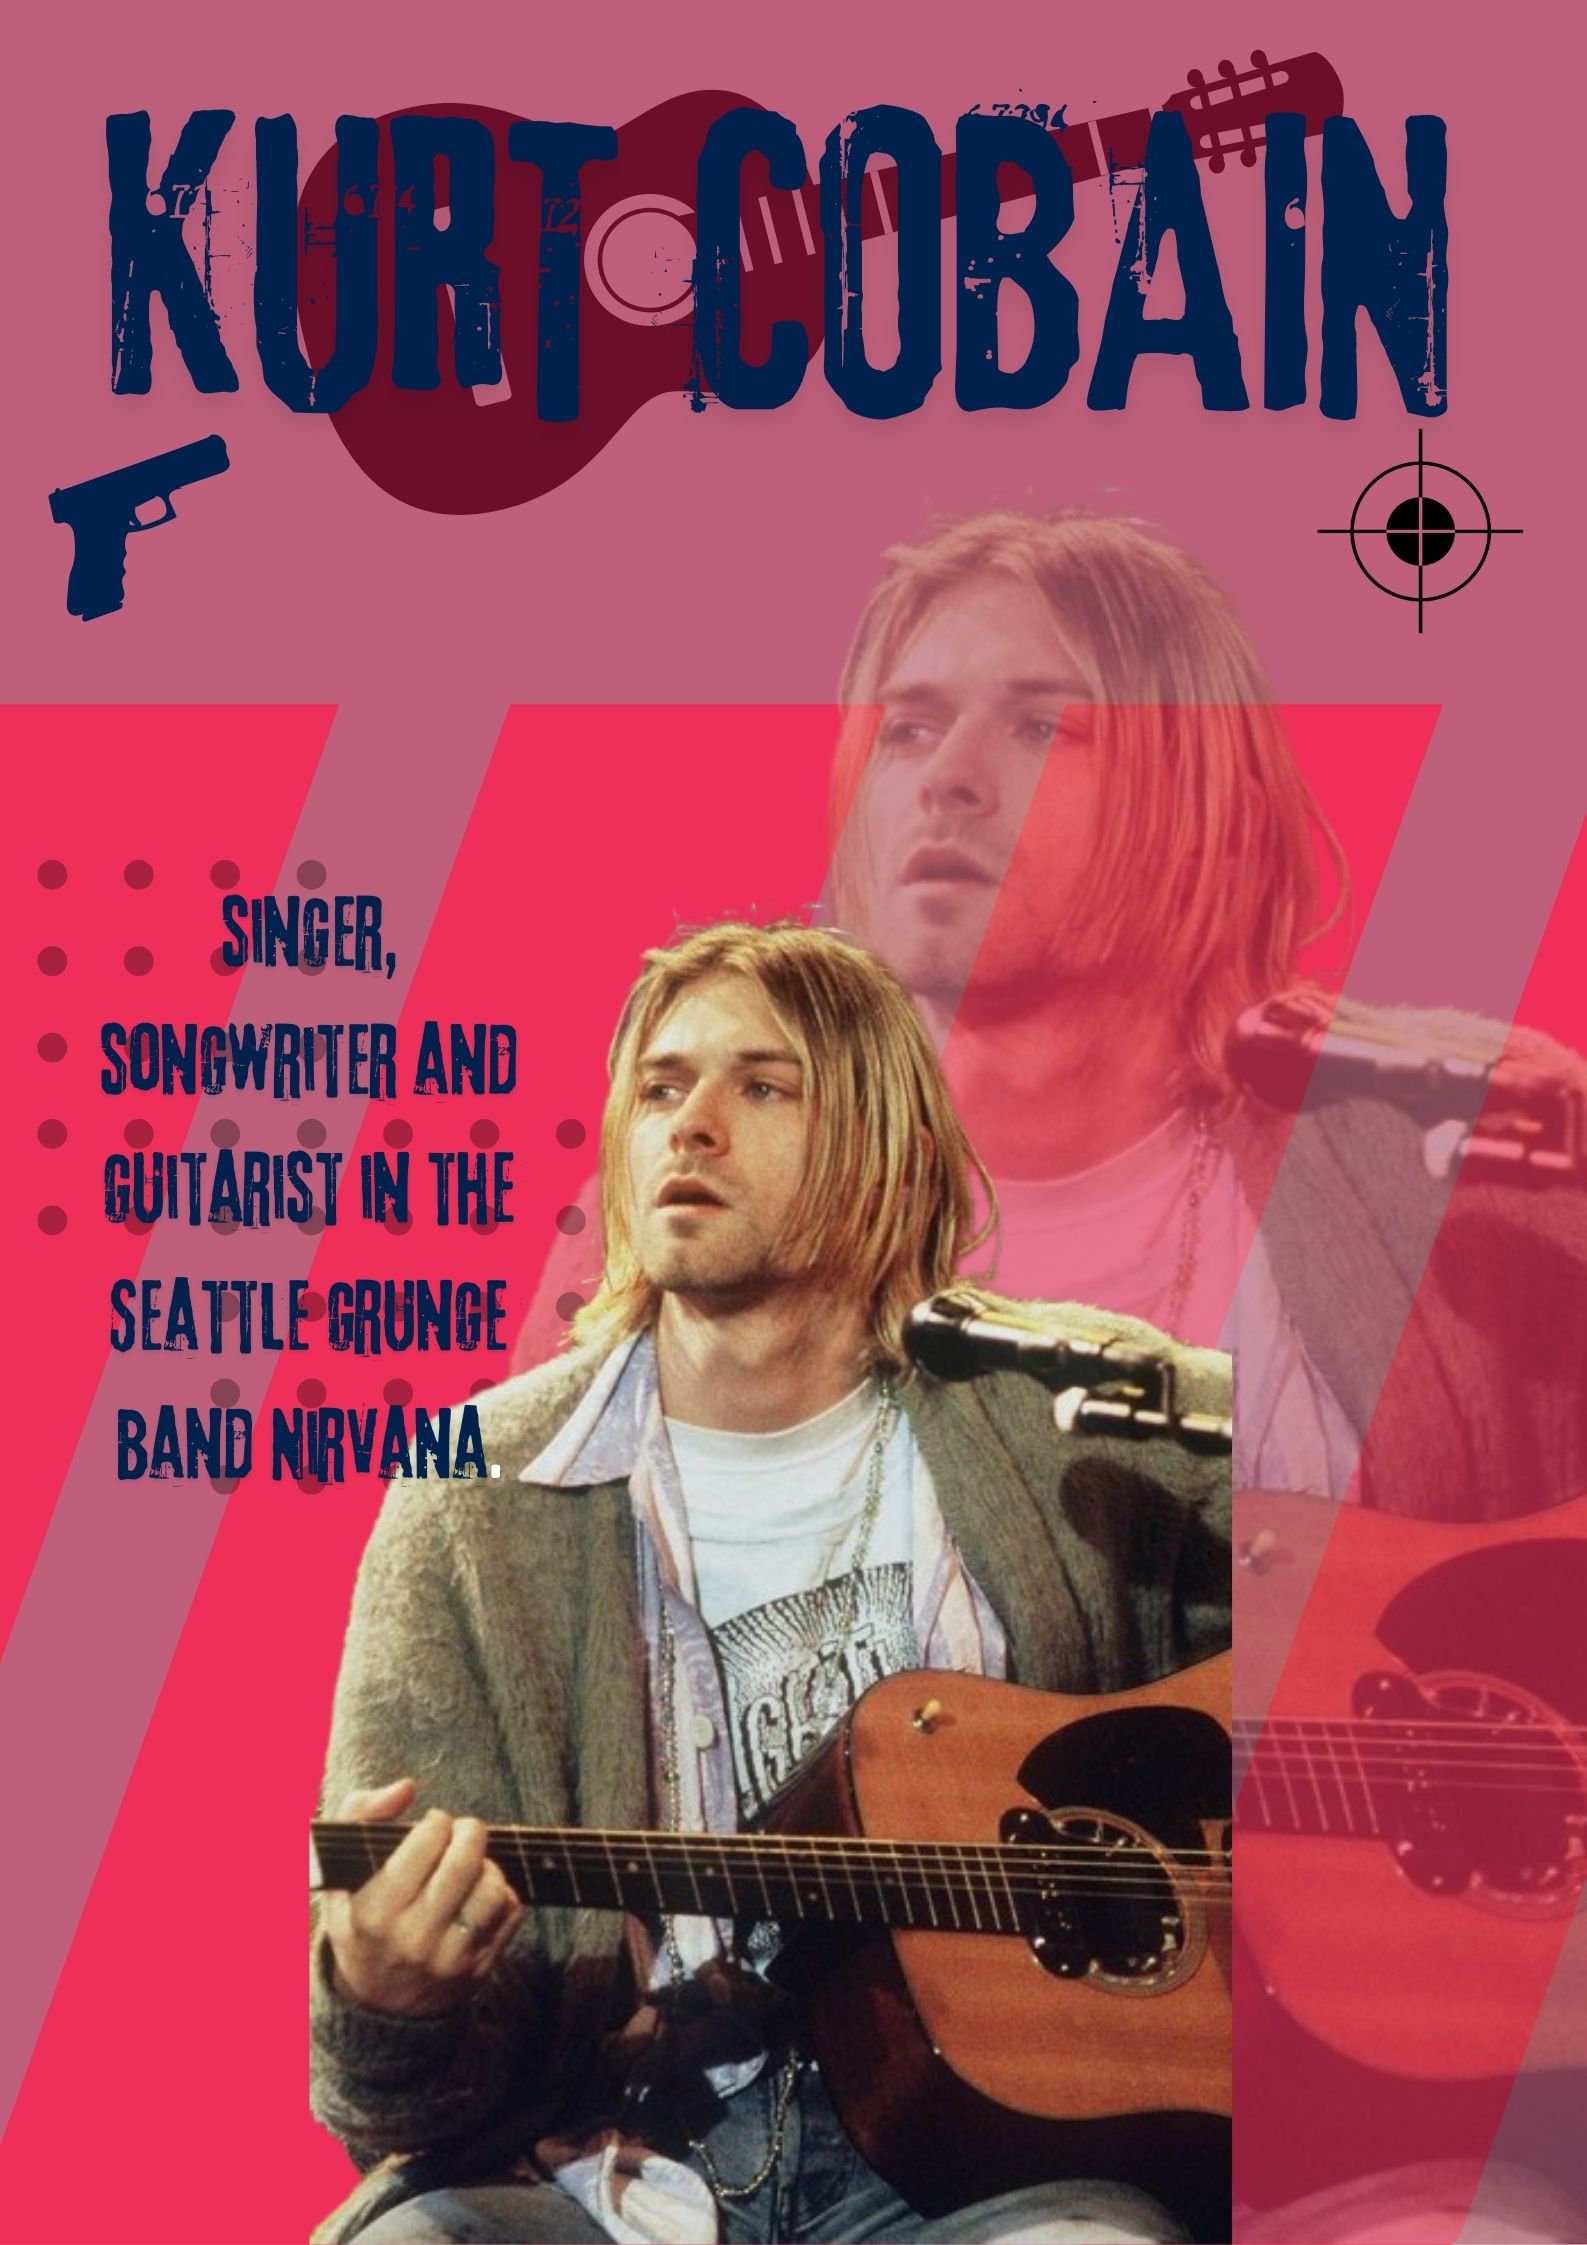 KURT COBAIN
SINGER,
SONGWRITER AND
GUITARIST IN THE
SEATTLE GRUNGE
BAND NIRVANA.